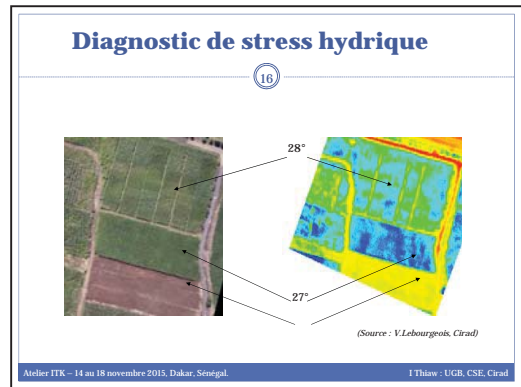 Diagnostic de stress hydrique
16
28°
27°
(Source : V.Lebourgeois, Cirad)
Atelier ITK – 14 au 18 novembre 2015, Dakar, Sénégal.
I Thiaw : UGB, CSE, Cirad